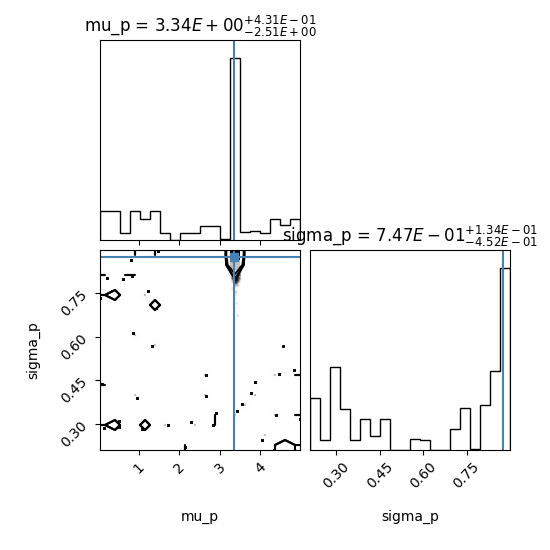 mu_p = 3.34E + 00 +4.31E − 01 −2.51E + 00
sigma_p = 7.47E − 01 +1.34E − 01 −4.52E − 01
sigma_p
0.75
0.60
0.45
0.30
1 2 3 4
0.30 0.45 0.60 0.75
mu_p
sigma_p